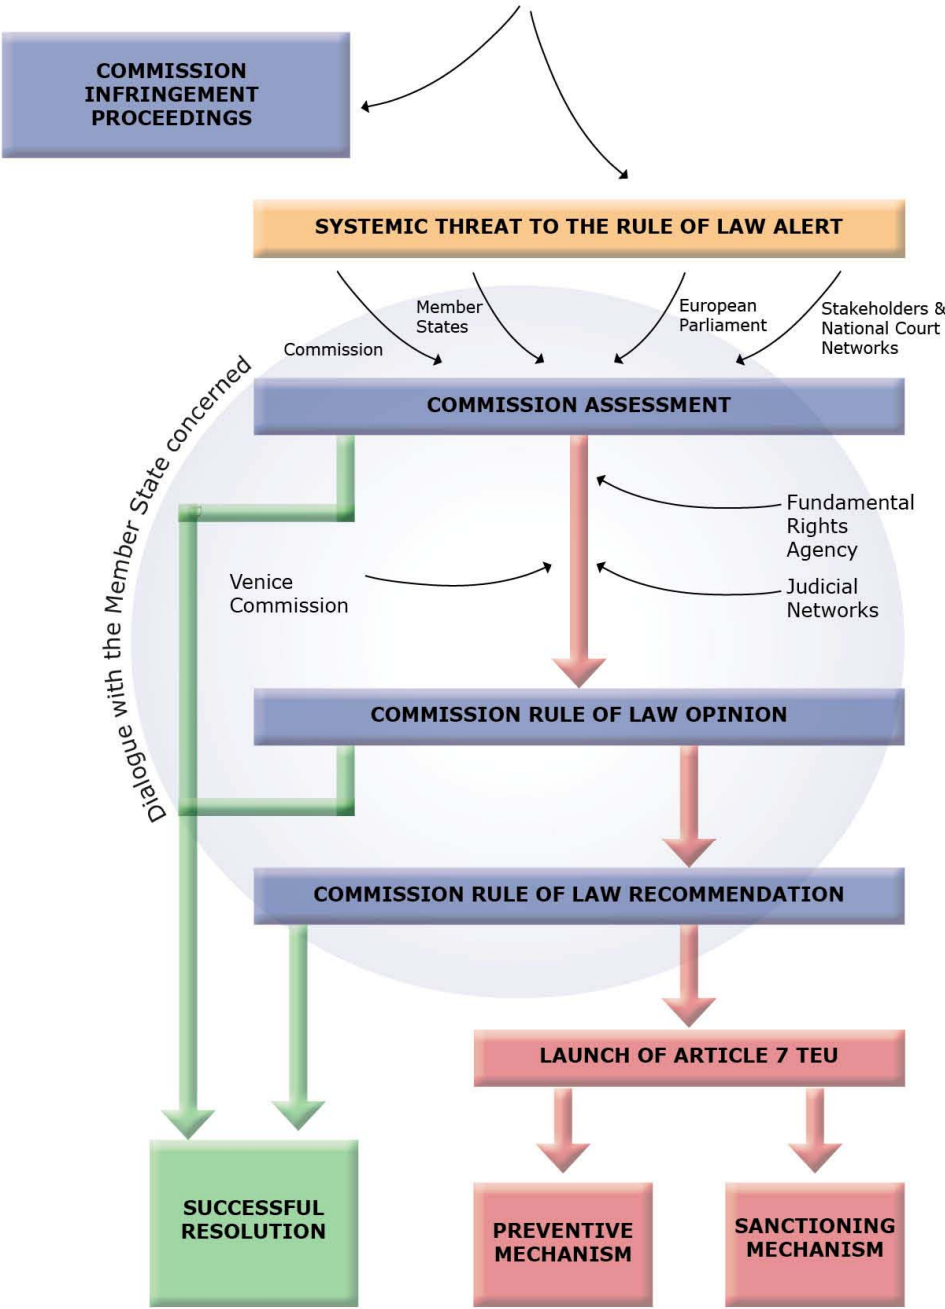 COMMISSION
INFRINGEMENT
PROCEEDINGS
SYSTEMIC THREAT TO THE RULE OF LAW ALERT
Commission
Member
States
European
Parliament
Stakeholders &
National Court
Networks
Dialogue with the Member State concerned
COMMISSION ASSESSMENT
Fundamental
Rights
Agency
Venice
Commission
Judicial
Networks
COMMISSION RULE OF LAW OPINION
COMMISSION RULE OF LAW RECOMMENDATION
LAUNCH OF ARTICLE 7 TEU
SUCCESSFUL
RESOLUTION
PREVENTIVE
MECHANISM
SANCTIONING
MECHANISM